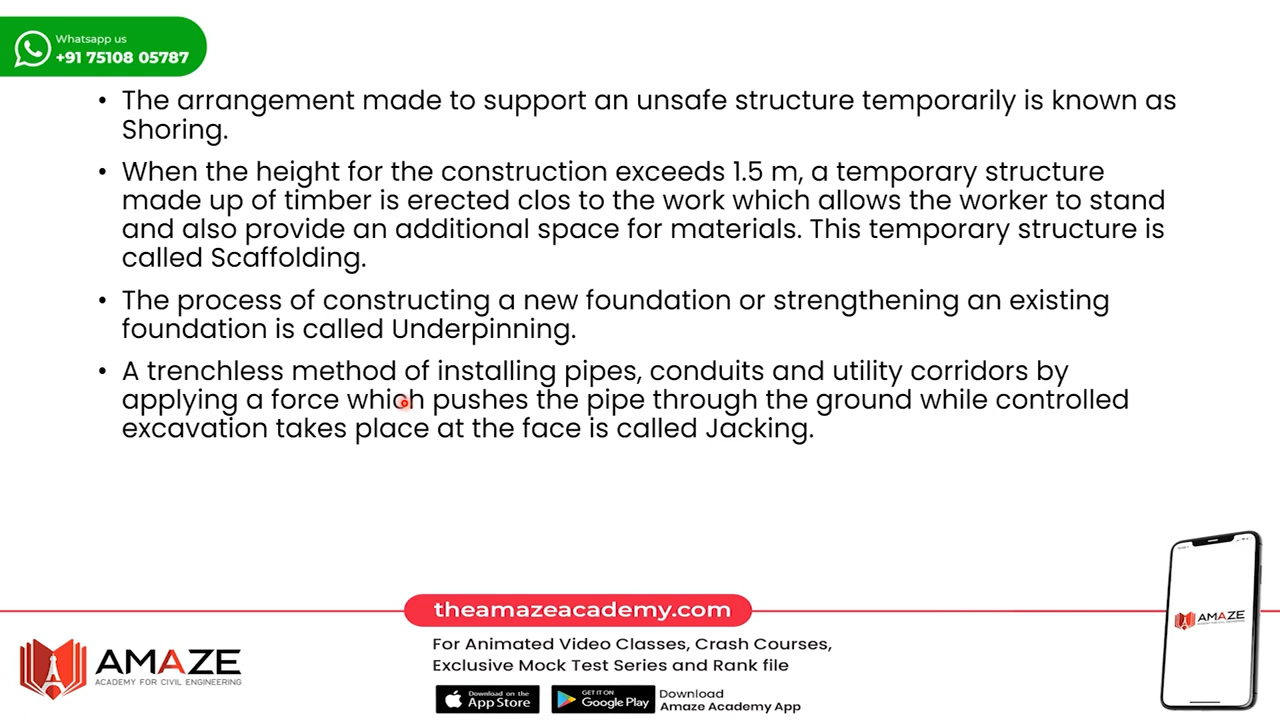 Whatsapp us
+91 75108 05787
• The arrangement made to support an unsafe structure temporarily is known as
Shoring.
• When the height for the construction exceeds 1.5 m, a temporary structure
made up of timber is erected clos to the work which allows the worker to stand
and also provide an additional space for materials. This temporary structure is
called Scaffolding.
• The process of constructing a new foundation or strengthening an existing
foundation is called Underpinning.
• A trenchless method of installing pipes, conduits and utility corridors by
applying a force which pushes the pipe through the ground while controlled
excavation takes place at the face is called Jacking.
theamazeacademy.com
For Animated Video Classes, Crash Courses,
Exclusive Mock Test Series and Rank file
AMAZE
ACADEMY FOR CIVIL ENGINEERING
Download on the
App Store
GET IT ON
Google Play
Download
Amaze Academy App
AMAZE